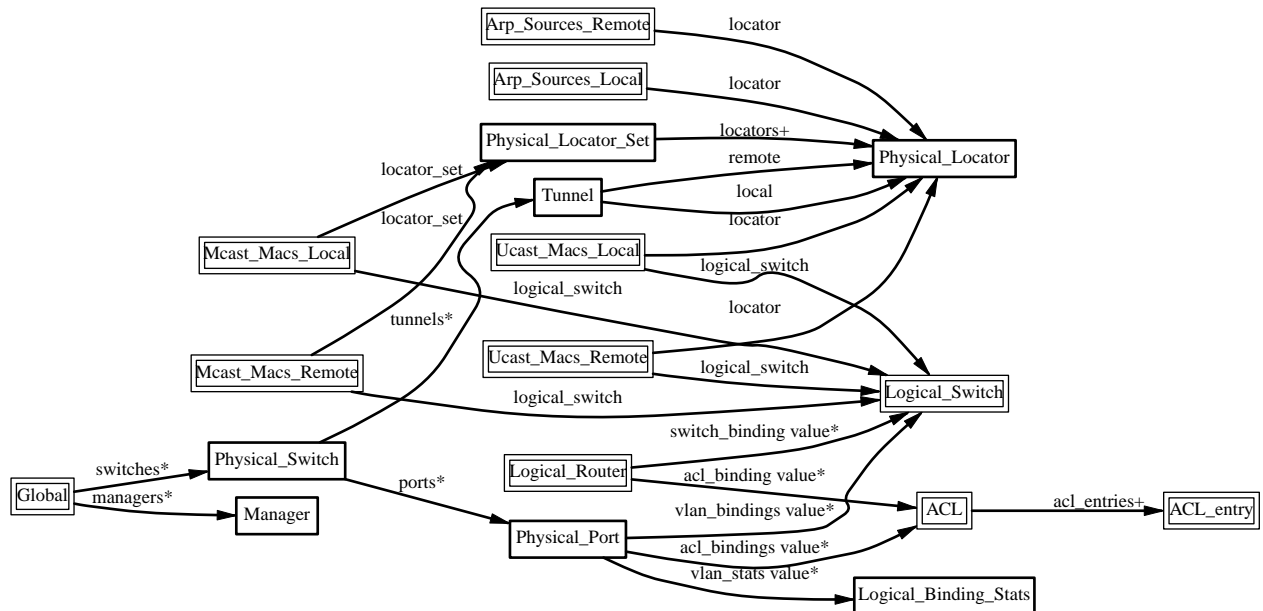 Arp_Sources_Remote
locator
Arp_Sources_Local
locator
Physical_Locator_Set
locators+
Physical_Locator
remote
locator_set
Tunnel
local
locator_set
locator
Mcast_Macs_Local
Ucast_Macs_Local
logical_switch
logical_switch
locator
tunnels*
Mcast_Macs_Remote
Ucast_Macs_Remote
logical_switch
logical_switch
Logical_Switch
switch_binding value*
Physical_Switch
switches*
Logical_Router
acl_binding value*
ports*
Global
managers*
vlan_bindings value*
ACL
acl_entries+
ACL_entry
Manager
Physical_Port
acl_bindings value*
vlan_stats value*
Logical_Binding_Stats